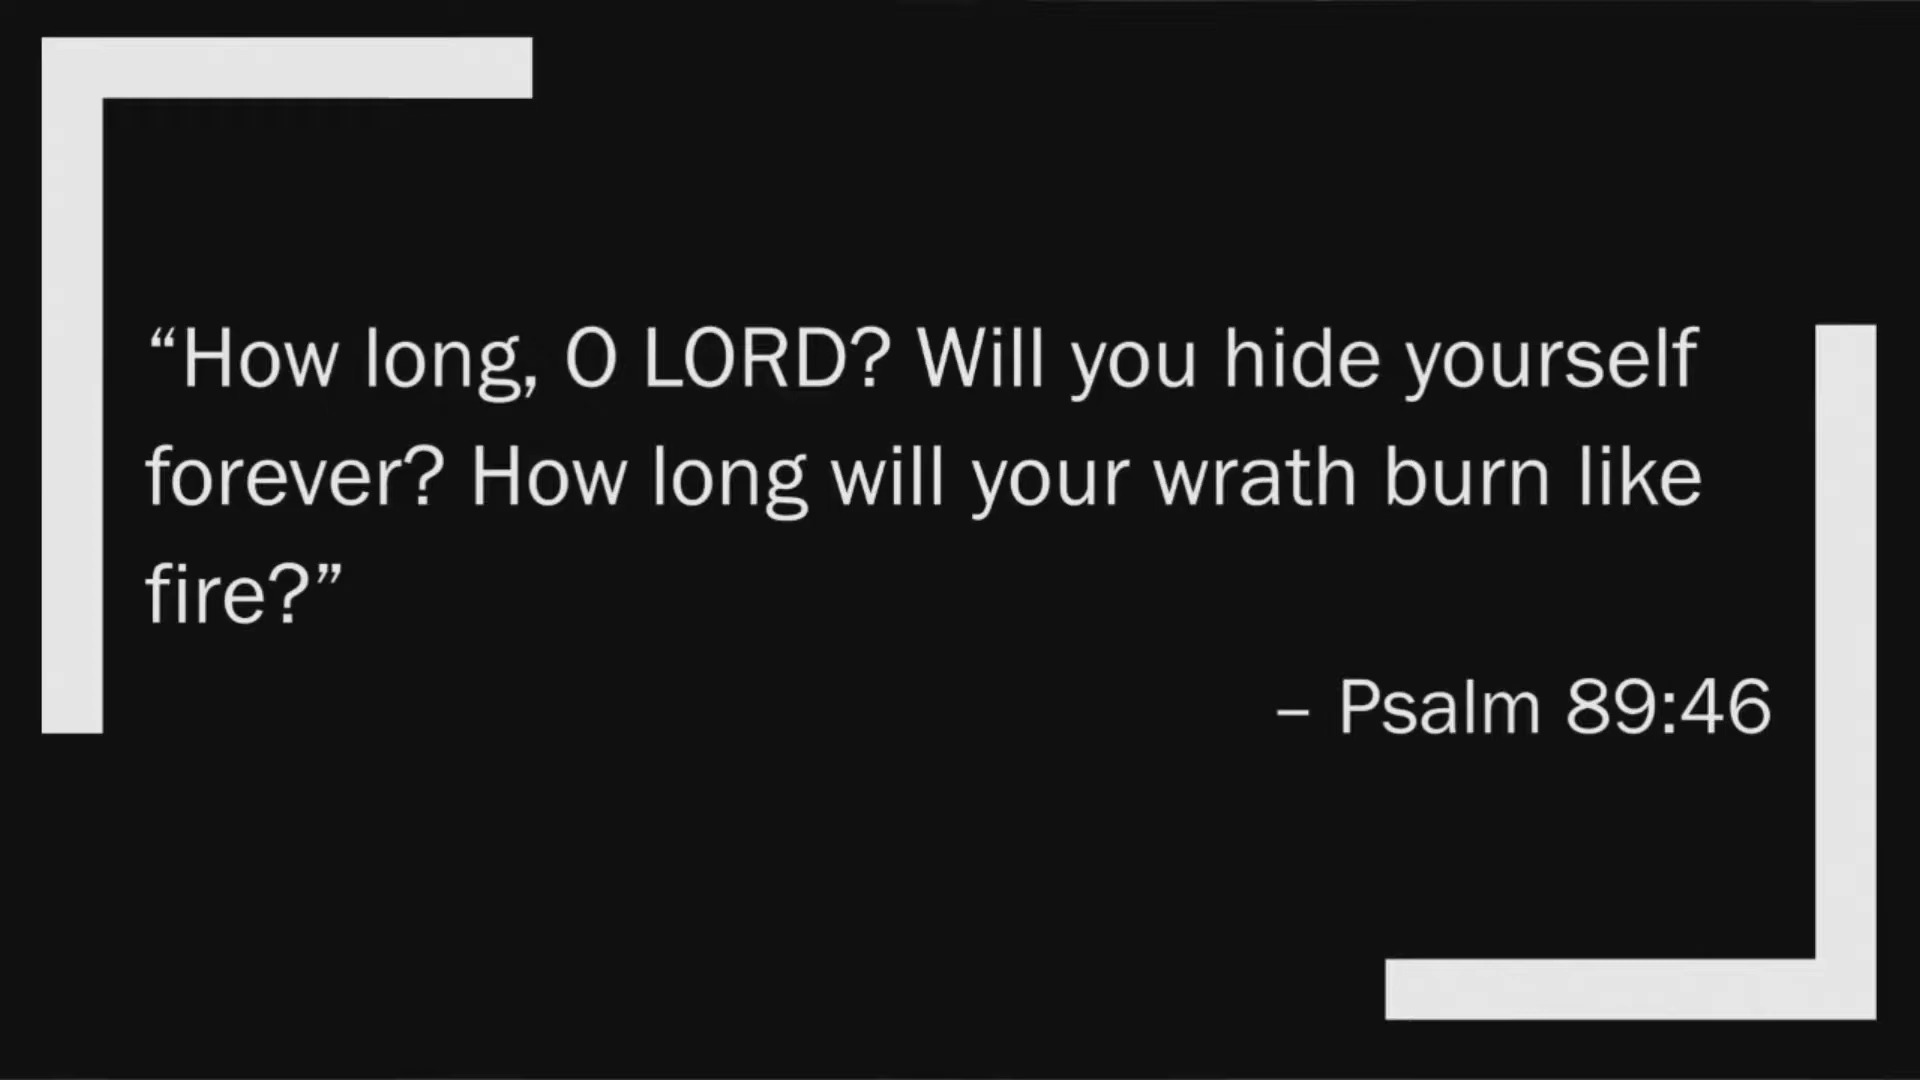 “How long, O LORD? Will you hide yourself
forever? How long will your wrath burn like
fire?”
– Psalm 89:46